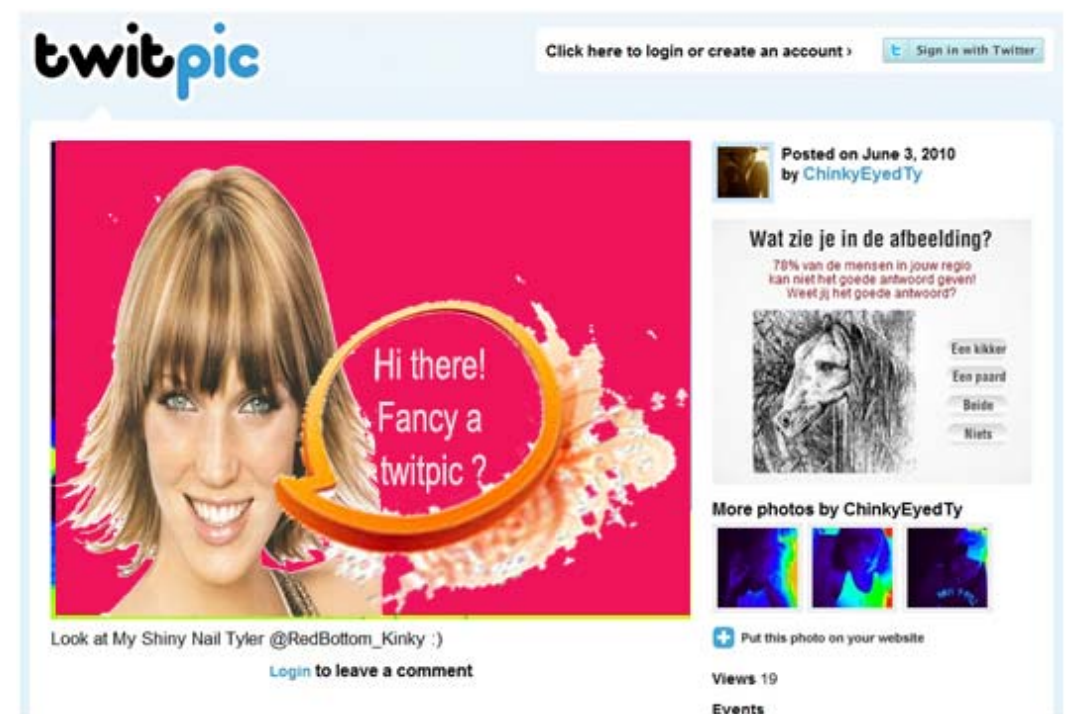 twitpic
Click here to login or create an account ›
Sign in with Twitter
Hi there!
Fancy a
twitpic ?
Look at My Shiny Nail Tyler @RedBottom_Kinky :)
Login to leave a comment
Posted on June 3, 2010
by ChinkyEyedTy
Wat zie je in de afbeelding?
78% van de mensen in jouw regio
kan niet het goede antwoord geven!
Weet jij het goede antwoord?
Een kikker
Een paard
Beide
Niets
More photos by ChinkyEyedTy
Put this photo on your website
Views 19
Events